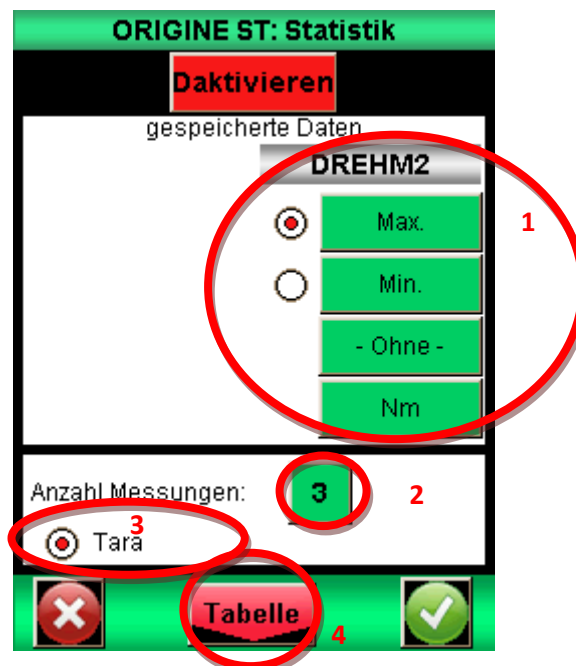 ORIGINE ST: Statistik
Daktivieren
gespeicherte Daten
DREHM2
Max. 1
Min.
- Ohne -
Nm
Anzahl Messungen: 3 2
3
Tara
Tabelle 4